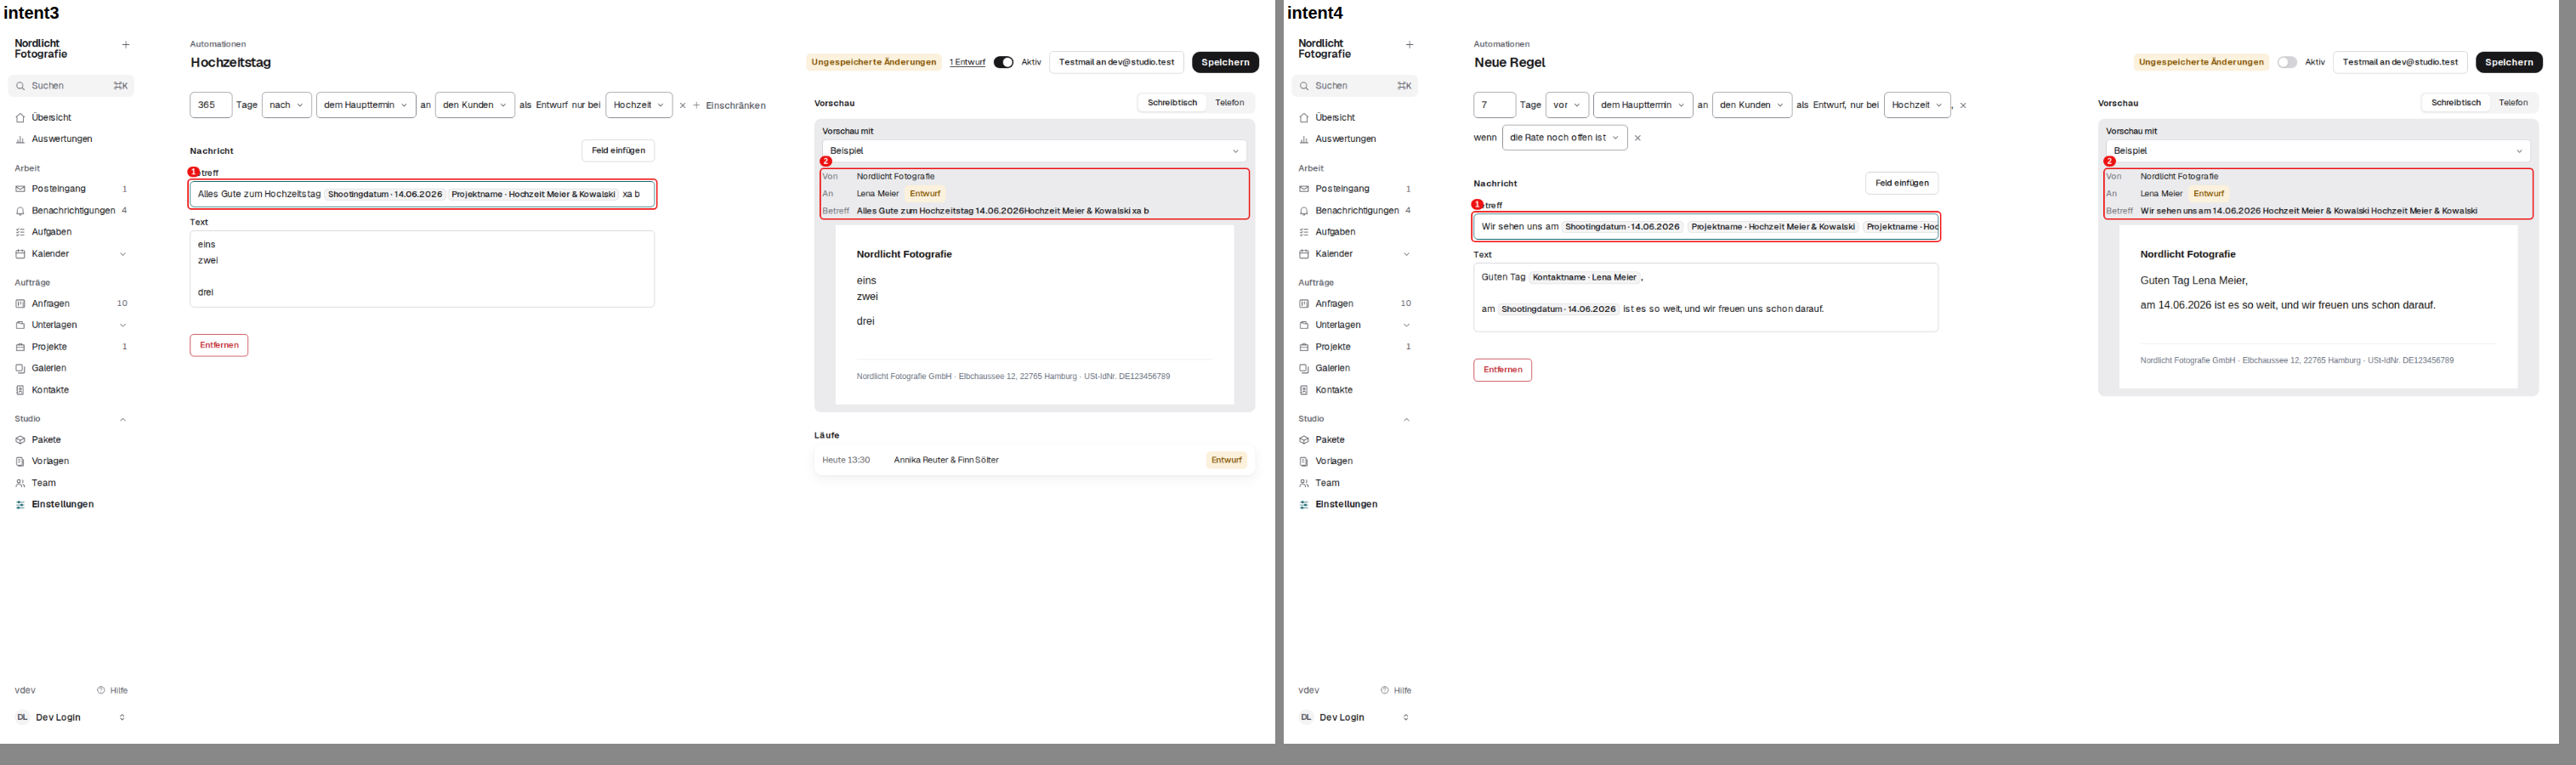 intent3
Nordlicht
Fotografie
Suchen ⌘K
Übersicht
Auswertungen
Arbeit
Posteingang 1
Benachrichtigungen 4
Aufgaben
Kalender
Aufträge
Anfragen 10
Unterlagen
Projekte 1
Galerien
Kontakte
Studio
Pakete
Vorlagen
Team
Einstellungen
vdev Hilfe
DL Dev Login
Automationen
Hochzeitstag
Ungespeicherte Änderungen 1 Entwurf Aktiv Testmail an dev@studio.test Speichern
365 Tage nach dem Haupttermin an den Kunden als Entwurf nur bei Hochzeit × + Einschränken
Nachricht Feld einfügen
1 treff
Alles Gute zum Hochzeitstag Shootingdatum · 14.06.2026 Projektname · Hochzeit Meier & Kowalski xa b
Text
eins
zwei
drei
Entfernen
Vorschau Schreibtisch Telefon
Vorschau mit
Beispiel
2
Von Nordlicht Fotografie
An Lena Meier Entwurf
Betreff Alles Gute zum Hochzeitstag 14.06.2026Hochzeit Meier & Kowalski xa b
Nordlicht Fotografie
eins
zwei
drei
Nordlicht Fotografie GmbH · Elbchaussee 12, 22765 Hamburg · USt-IdNr. DE123456789
Läufe
Heute 13:30 Annika Reuter & Finn Sölter Entwurf
intent4
Nordlicht
Fotografie
Suchen ⌘K
Übersicht
Auswertungen
Arbeit
Posteingang 1
Benachrichtigungen 4
Aufgaben
Kalender
Aufträge
Anfragen 10
Unterlagen
Projekte 1
Galerien
Kontakte
Studio
Pakete
Vorlagen
Team
Einstellungen
vdev Hilfe
DL Dev Login
Automationen
Neue Regel
Ungespeicherte Änderungen Aktiv Testmail an dev@studio.test Speichern
7 Tage vor dem Haupttermin an den Kunden als Entwurf, nur bei Hochzeit , ×
wenn die Rate noch offen ist ×
Nachricht Feld einfügen
1 treff
Wir sehen uns am Shootingdatum · 14.06.2026 Projektname · Hochzeit Meier & Kowalski Projektname · Hoc
Text
Guten Tag Kontaktname · Lena Meier ,
am Shootingdatum · 14.06.2026 ist es so weit, und wir freuen uns schon darauf.
Entfernen
Vorschau Schreibtisch Telefon
Vorschau mit
Beispiel
2
Von Nordlicht Fotografie
An Lena Meier Entwurf
Betreff Wir sehen uns am 14.06.2026 Hochzeit Meier & Kowalski Hochzeit Meier & Kowalski
Nordlicht Fotografie
Guten Tag Lena Meier,
am 14.06.2026 ist es so weit, und wir freuen uns schon darauf.
Nordlicht Fotografie GmbH · Elbchaussee 12, 22765 Hamburg · USt-IdNr. DE123456789